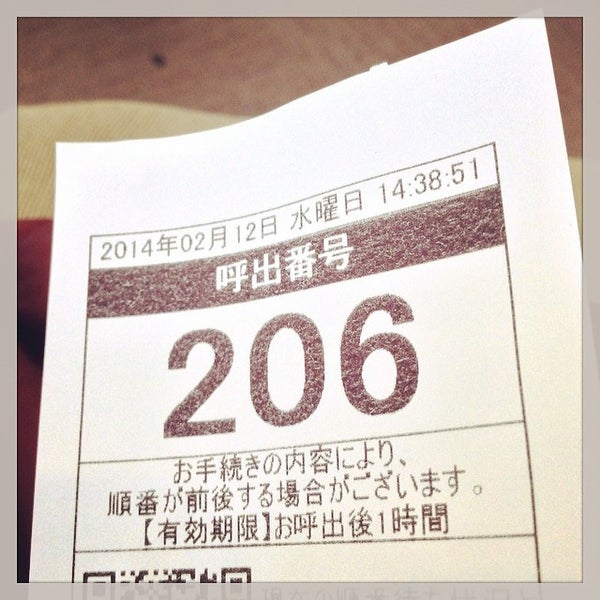 2014年02月12日 水曜日 14:38:51
呼出番号
206
お手続きの内容により、
順番が前後する場合がございます。
【有効期限】お呼出後1時間